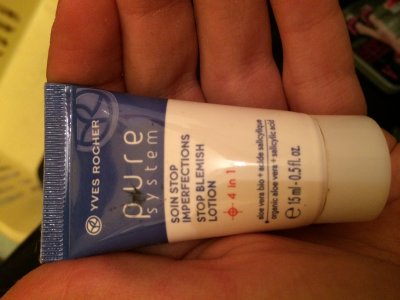 YVES ROCHER
pure
system
SOIN STOP
IMPERFECTIONS
STOP BLEMISH
LOTION
4 in 1
aloe vera bio + acide salicylique
organic aloe vera + salicylic acid
℮ 15 ml - 0.5 fl. oz.